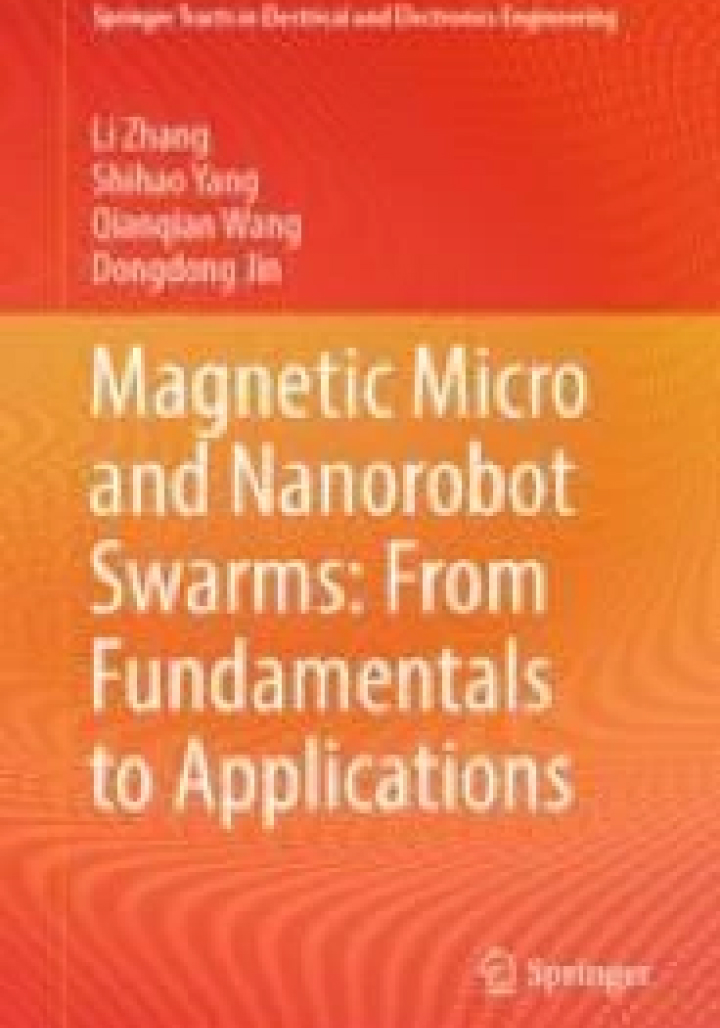 Springer Tracts in Electrical and Electronics Engineering
Li Zhang
Shihao Yang
Qianqian Wang
Dongdong Jin
Magnetic Micro
and Nanorobot
Swarms: From
Fundamentals
to Applications
Springer